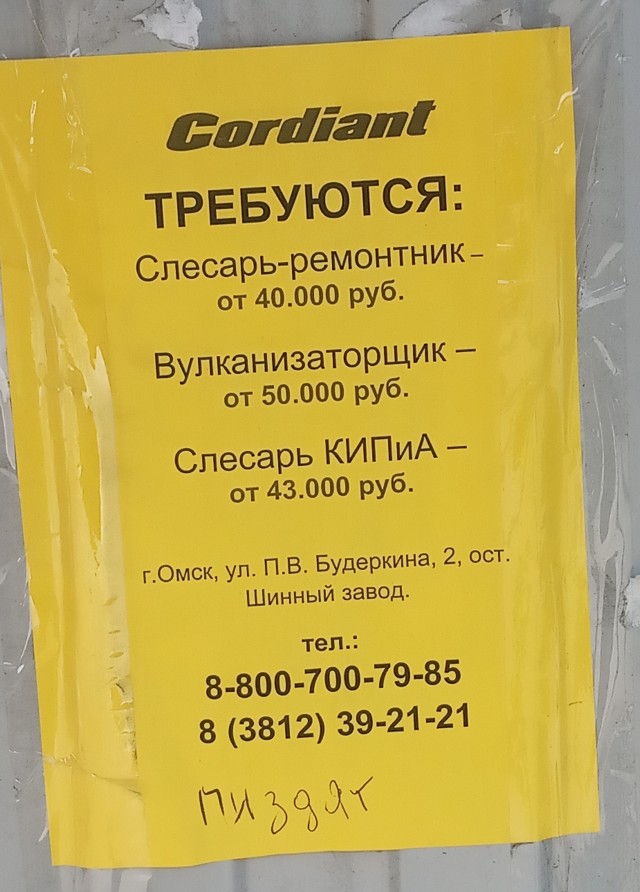 Cordiant
ТРЕБУЮТСЯ:
Слесарь-ремонтник –
от 40.000 руб.
Вулканизаторщик –
от 50.000 руб.
Слесарь КИПиА –
от 43.000 руб.
г.Омск, ул. П.В. Будеркина, 2, ост.
Шинный завод.
тел.:
8-800-700-79-85
8 (3812) 39-21-21
пиздят